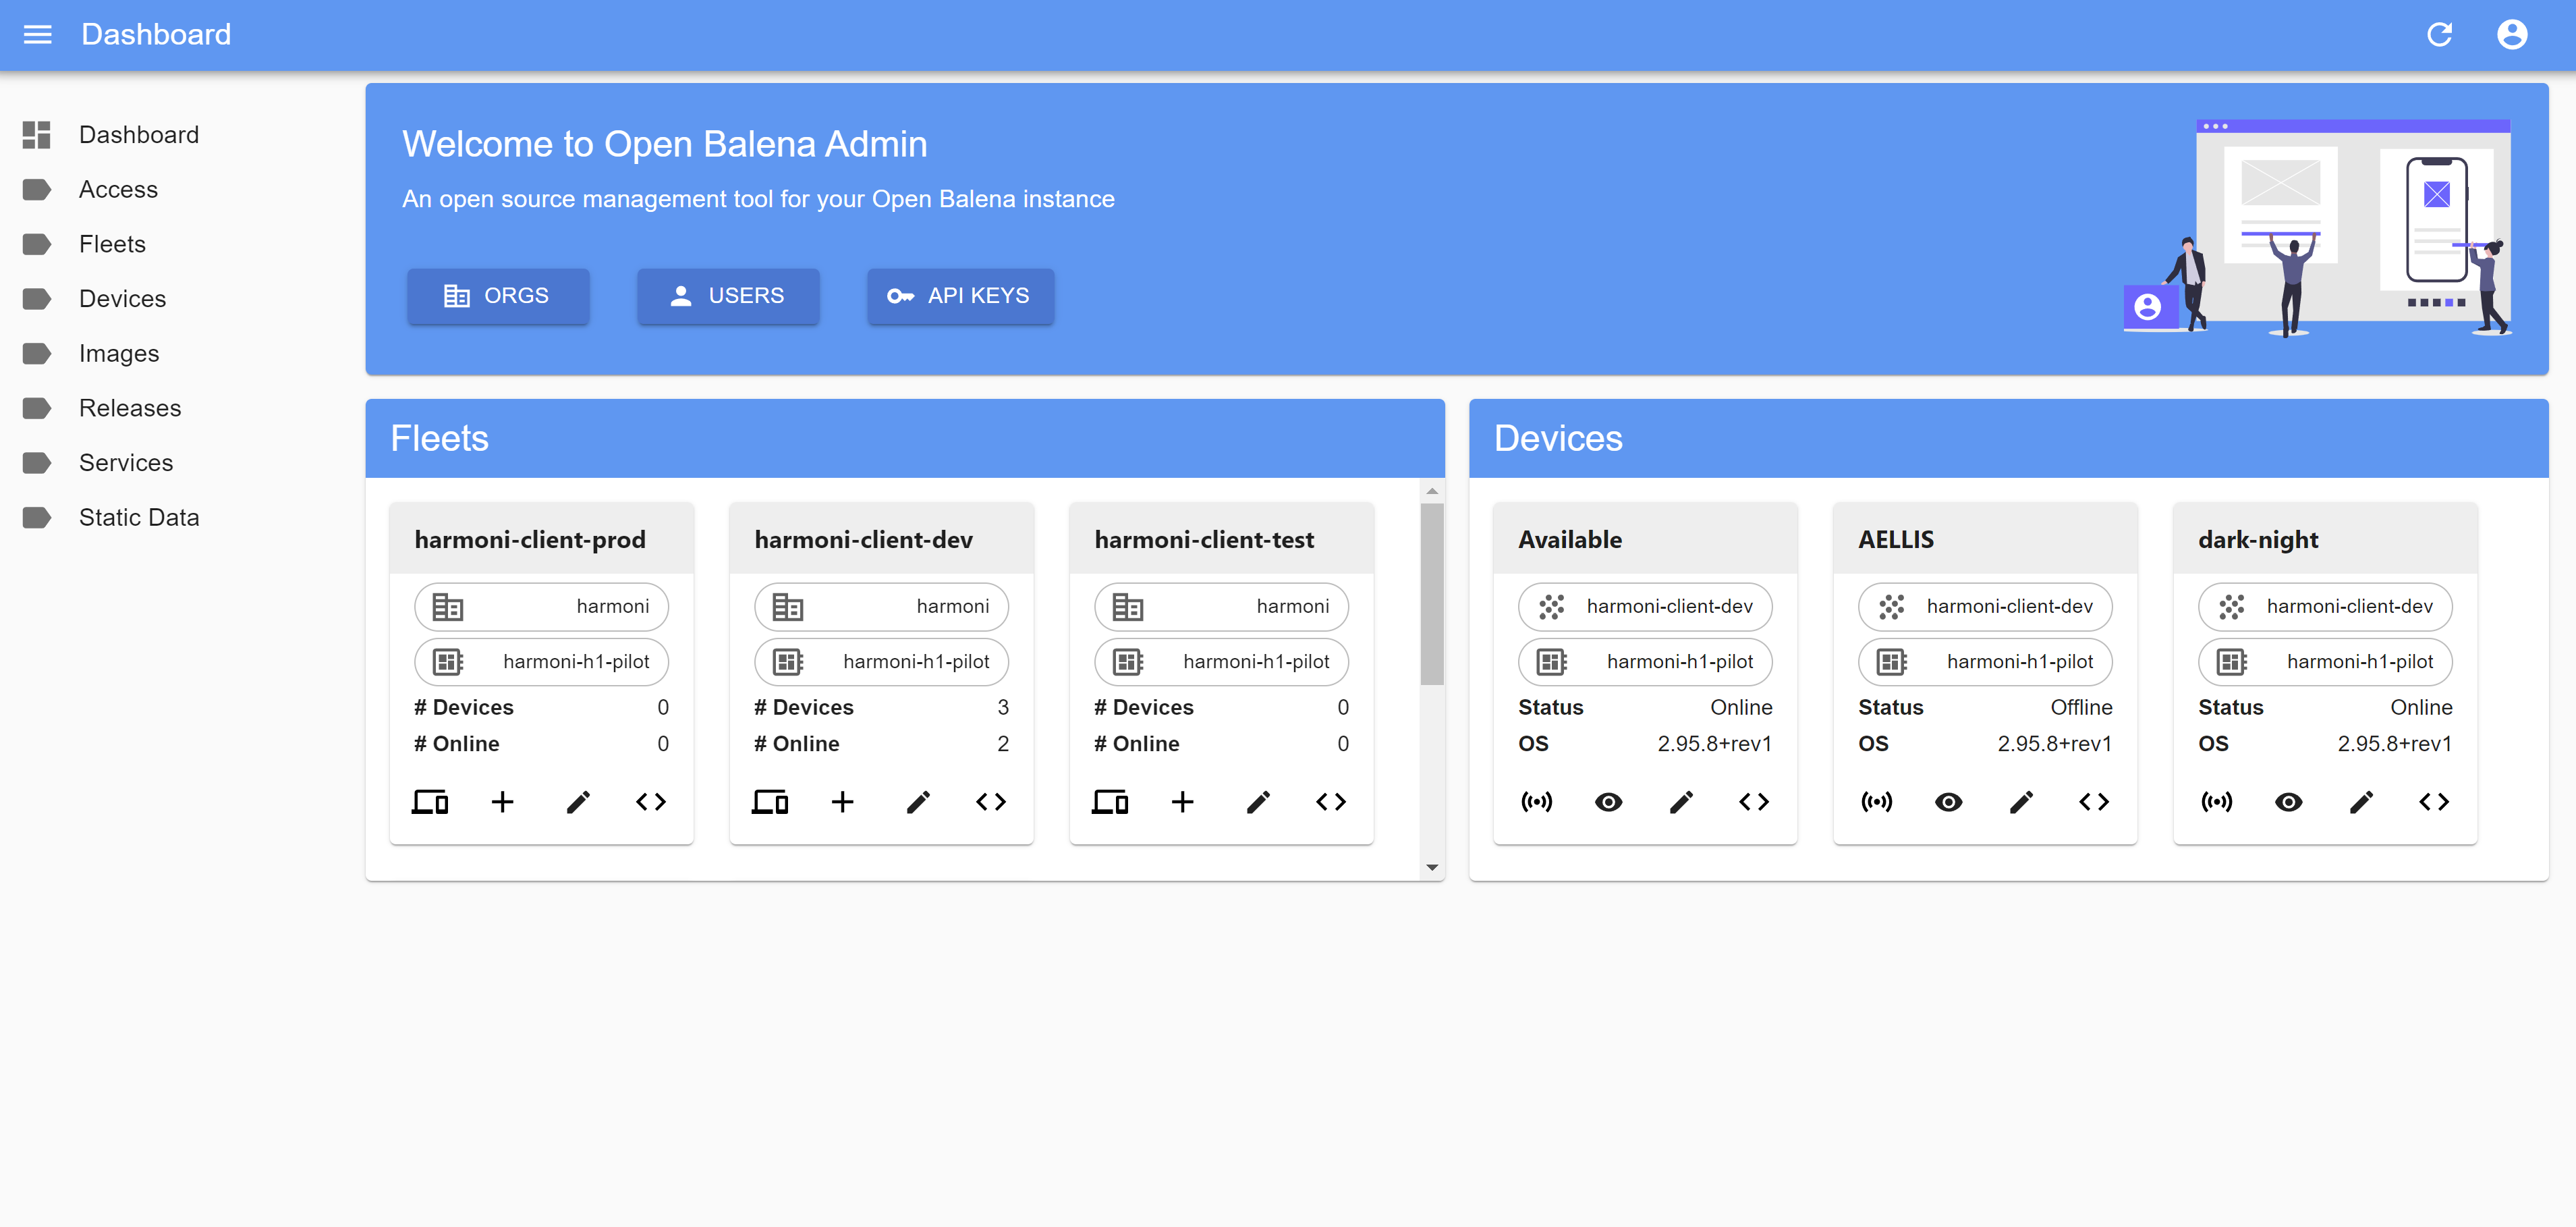 Dashboard
Dashboard
Access
Fleets
Devices
Images
Releases
Services
Static Data
Welcome to Open Balena Admin
An open source management tool for your Open Balena instance
ORGS USERS API KEYS
Fleets
harmoni-client-prod
harmoni
harmoni-h1-pilot
# Devices 0
# Online 0
harmoni-client-dev
harmoni
harmoni-h1-pilot
# Devices 3
# Online 2
harmoni-client-test
harmoni
harmoni-h1-pilot
# Devices 0
# Online 0
Devices
Available
harmoni-client-dev
harmoni-h1-pilot
Status Online
OS 2.95.8+rev1
AELLIS
harmoni-client-dev
harmoni-h1-pilot
Status Offline
OS 2.95.8+rev1
dark-night
harmoni-client-dev
harmoni-h1-pilot
Status Online
OS 2.95.8+rev1